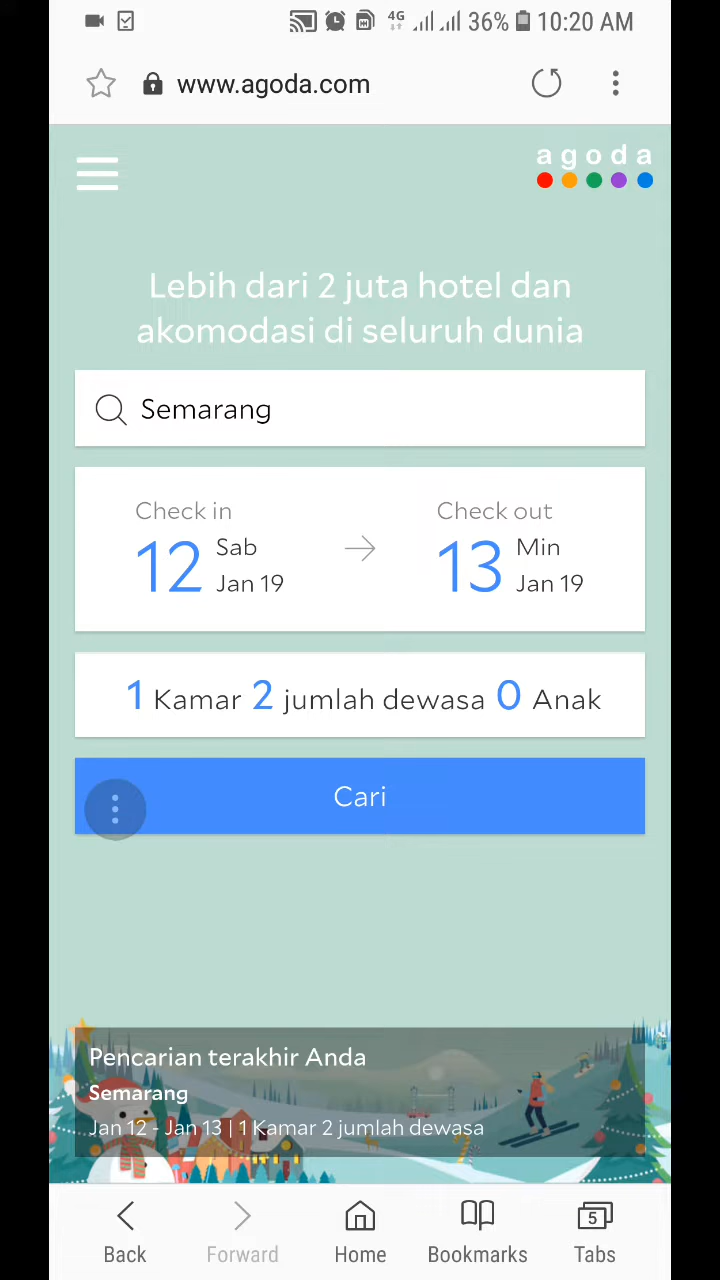 4G 36% 10:20 AM
www.agoda.com
agoda
Lebih dari 2 juta hotel dan
akomodasi di seluruh dunia
Semarang
Check in
Check out
12 Sab
Jan 19
13 Min
Jan 19
1 Kamar 2 jumlah dewasa 0 Anak
Cari
Pencarian terakhir Anda
Semarang
Jan 12 - Jan 13 | 1 Kamar 2 jumlah dewasa
5
Back Forward Home Bookmarks Tabs